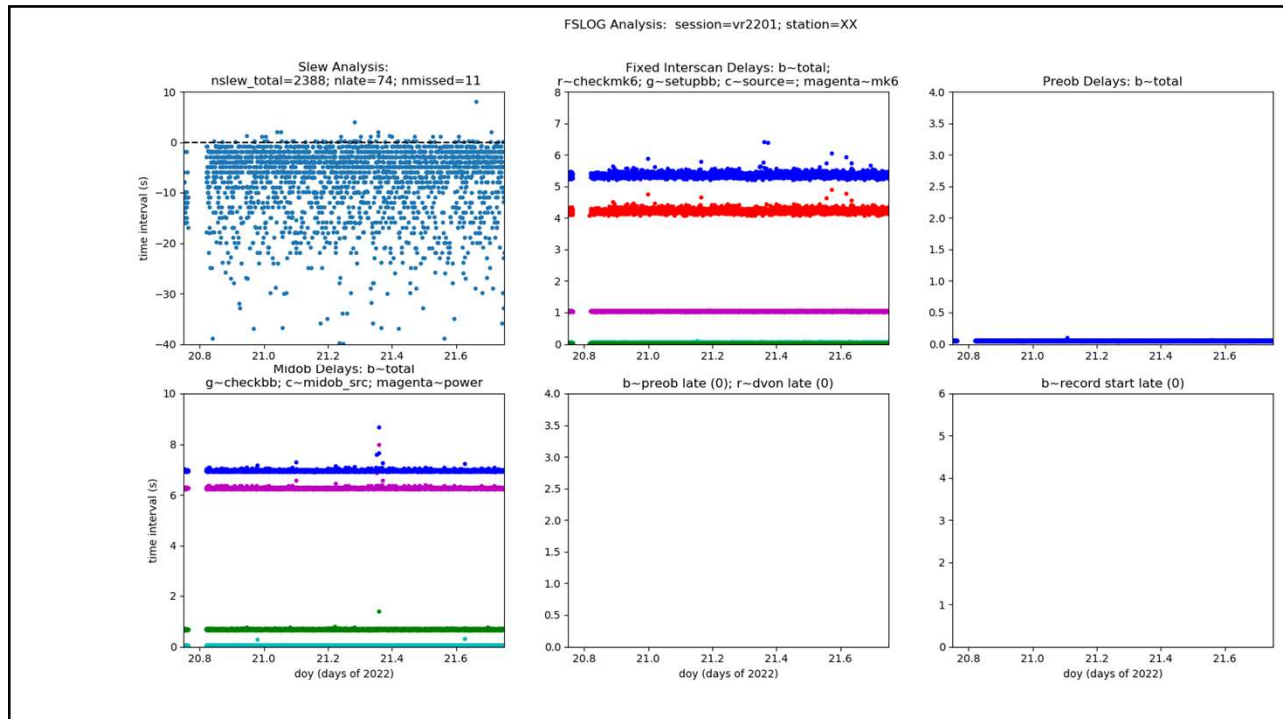 FSLOG Analysis: session=vr2201; station=XX
Slew Analysis:
nslew_total=2388; nlate=74; nmissed=11
10
0
−10
−20
−30
−40
time interval (s)
20.8 21.0 21.2 21.4 21.6
Fixed Interscan Delays: b~total;
r~checkmk6; g~setupbb; c~source=; magenta~mk6
8
7
6
5
4
3
2
1
0
20.8 21.0 21.2 21.4 21.6
Preob Delays: b~total
4.0
3.5
3.0
2.5
2.0
1.5
1.0
0.5
0.0
20.8 21.0 21.2 21.4 21.6
Midob Delays: b~total
g~checkbb; c~midob_src; magenta~power
10
8
6
4
2
0
time interval (s)
20.8 21.0 21.2 21.4 21.6
doy (days of 2022)
b~preob late (0); r~dvon late (0)
4.0
3.5
3.0
2.5
2.0
1.5
1.0
0.5
0.0
20.8 21.0 21.2 21.4 21.6
doy (days of 2022)
b~record start late (0)
6
5
4
3
2
1
0
20.8 21.0 21.2 21.4 21.6
doy (days of 2022)